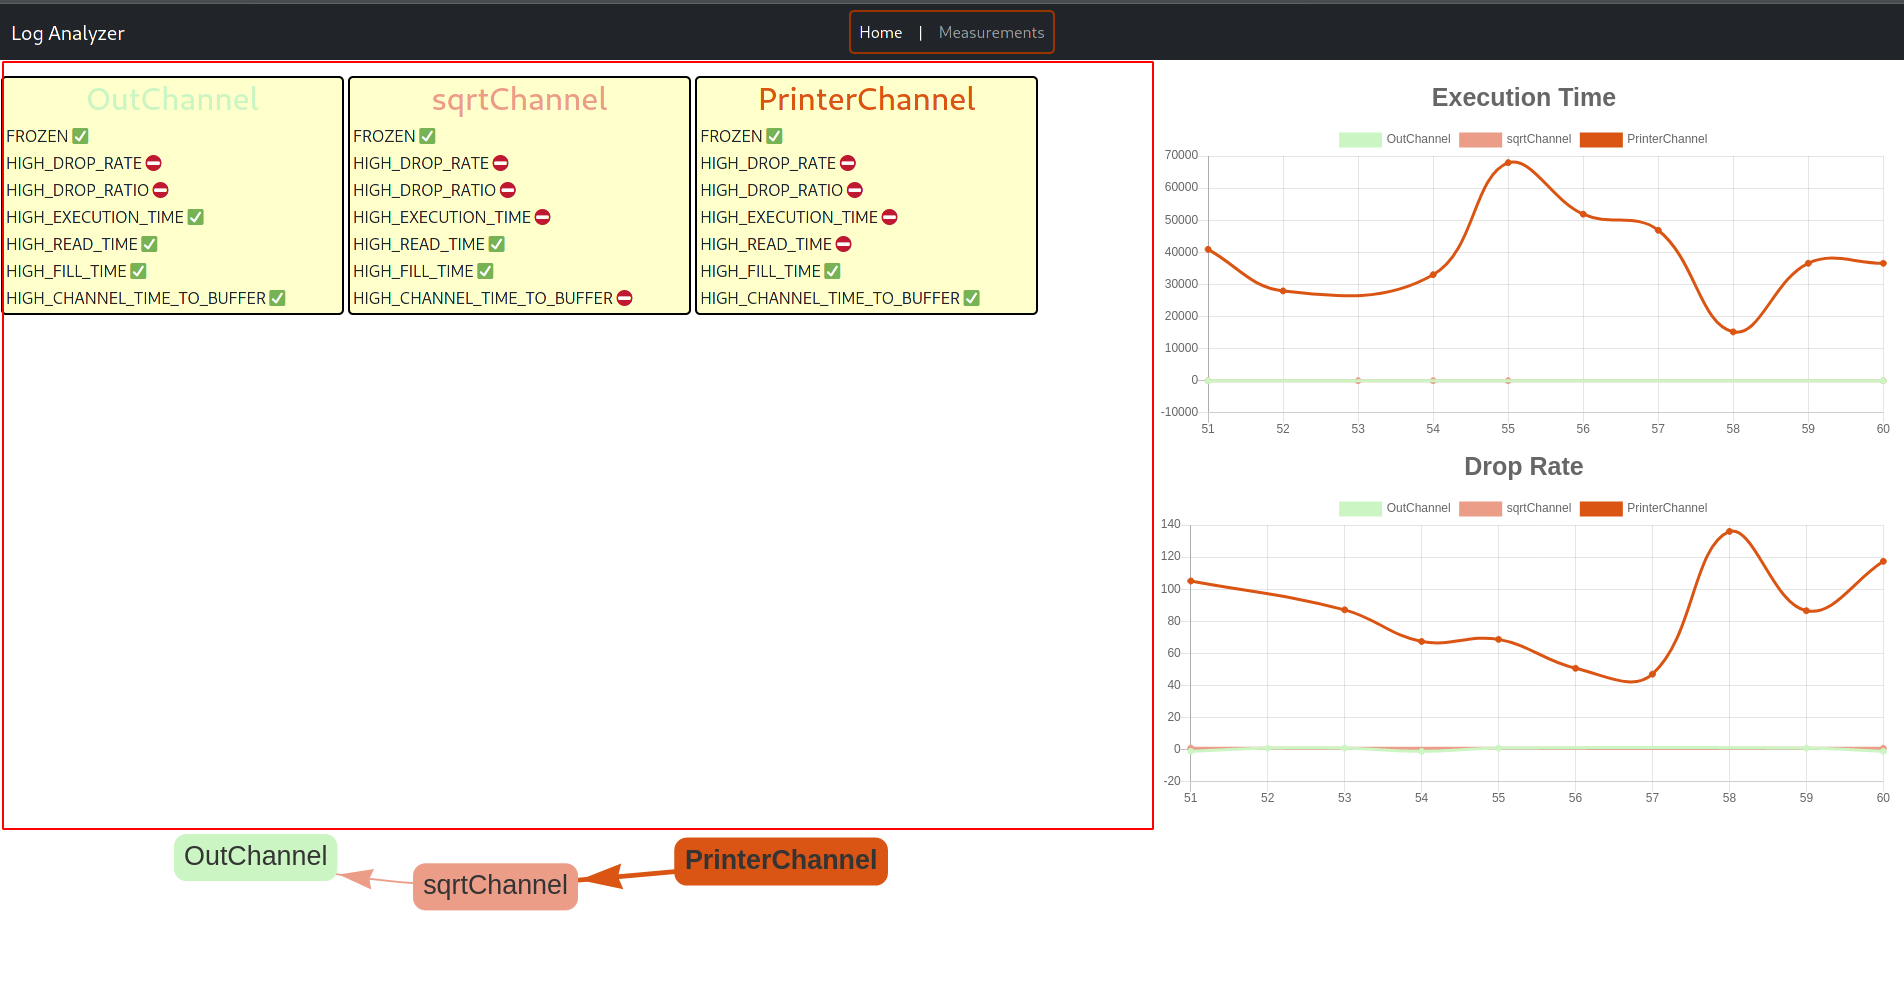 Log Analyzer
Home | Measurements
OutChannel
FROZEN ✅
HIGH_DROP_RATE ⛔
HIGH_DROP_RATIO ⛔
HIGH_EXECUTION_TIME ✅
HIGH_READ_TIME ✅
HIGH_FILL_TIME ✅
HIGH_CHANNEL_TIME_TO_BUFFER ✅
sqrtChannel
FROZEN ✅
HIGH_DROP_RATE ⛔
HIGH_DROP_RATIO ⛔
HIGH_EXECUTION_TIME ⛔
HIGH_READ_TIME ✅
HIGH_FILL_TIME ✅
HIGH_CHANNEL_TIME_TO_BUFFER ⛔
PrinterChannel
FROZEN ✅
HIGH_DROP_RATE ⛔
HIGH_DROP_RATIO ⛔
HIGH_EXECUTION_TIME ⛔
HIGH_READ_TIME ⛔
HIGH_FILL_TIME ✅
HIGH_CHANNEL_TIME_TO_BUFFER ✅
Execution Time
OutChannel sqrtChannel PrinterChannel
70000
60000
50000
40000
30000
20000
10000
0
-10000
51 52 53 54 55 56 57 58 59 60
Drop Rate
OutChannel sqrtChannel PrinterChannel
140
120
100
80
60
40
20
0
-20
51 52 53 54 55 56 57 58 59 60
OutChannel
sqrtChannel
PrinterChannel